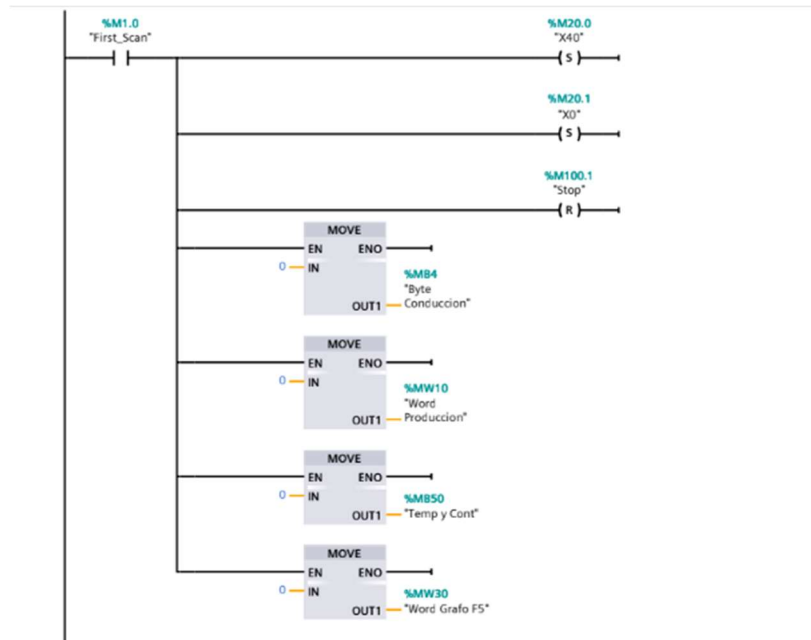 %M1.0
"First_Scan"
%M20.0
"X40"
S
%M20.1
"X0"
S
%M100.1
"Stop"
R
MOVE
EN ENO
0 IN
%MB4
"Byte
OUT1 Conduccion"
MOVE
EN ENO
0 IN
%MW10
"Word
OUT1 Produccion"
MOVE
EN ENO
0 IN
%MB50
OUT1 "Temp y Cont"
MOVE
EN ENO
0 IN
%MW30
OUT1 "Word Grafo F5"